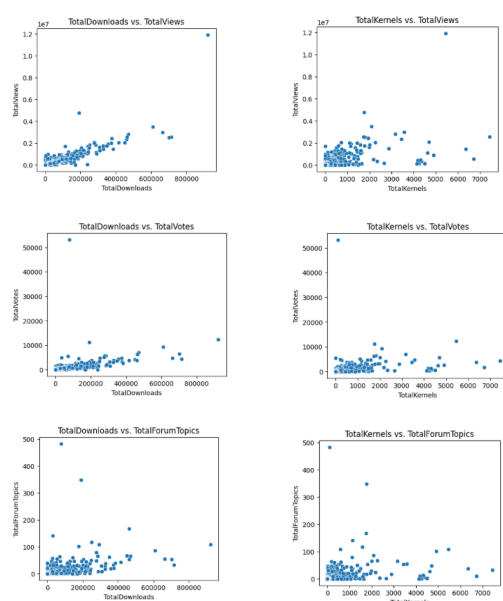 TotalDownloads vs. TotalViews
1e7
1.2
1.0
0.8
0.6
0.4
0.2
0.0
TotalViews
0 200000 400000 600000 800000
TotalDownloads
TotalKernels vs. TotalViews
1e7
1.2
1.0
0.8
0.6
0.4
0.2
0.0
TotalViews
0 1000 2000 3000 4000 5000 6000 7000
TotalKernels
TotalDownloads vs. TotalVotes
50000
40000
30000
20000
10000
0
TotalVotes
0 200000 400000 600000 800000
TotalDownloads
TotalKernels vs. TotalVotes
50000
40000
30000
20000
10000
0
TotalVotes
0 1000 2000 3000 4000 5000 6000 7000
TotalKernels
TotalDownloads vs. TotalForumTopics
500
400
300
200
100
0
TotalForumTopics
0 200000 400000 600000 800000
TotalDownloads
TotalKernels vs. TotalForumTopics
500
400
300
200
100
0
TotalForumTopics
0 1000 2000 3000 4000 5000 6000 7000